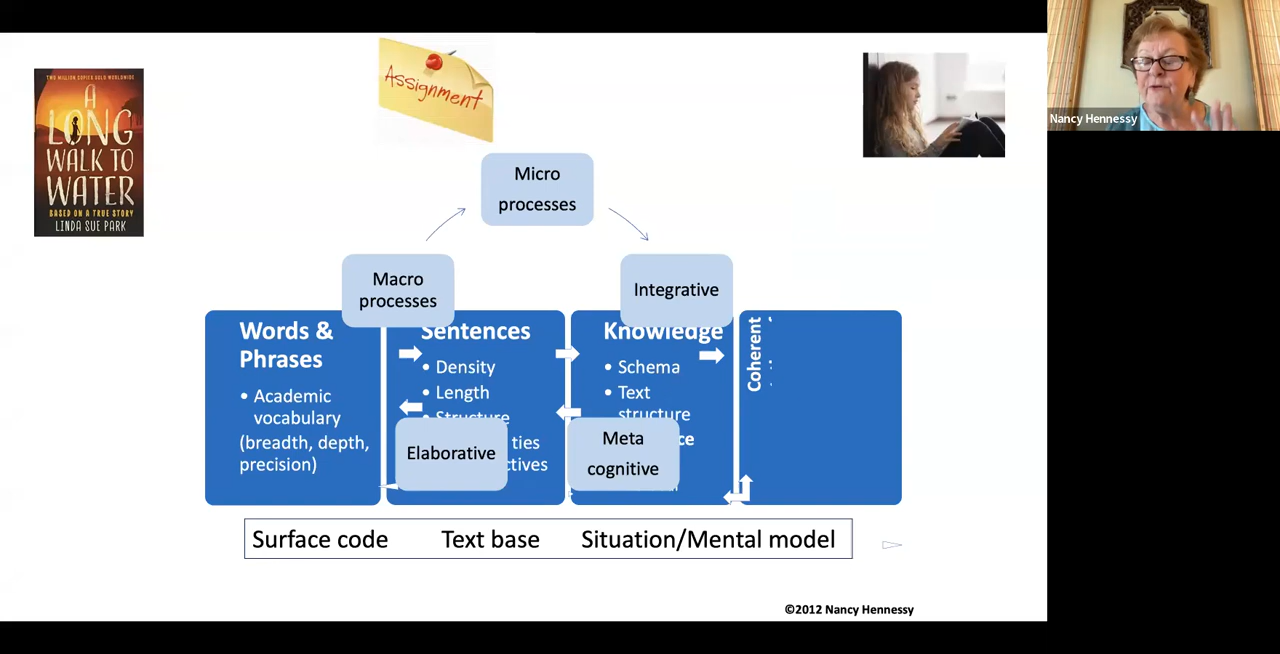 TWO MILLION COPIES SOLD WORLDWIDE
A
LONG
WALK TO
WATER
BASED ON A TRUE STORY
LINDA SUE PARK
Assignment
Nancy Hennessy
Micro
processes
Macro
processes
Integrative
Words &
Phrases
• Academic
vocabulary
(breadth, depth,
precision)
Sentences
• Density
• Length
• Structure
ties
ctives
Knowledge
• Schema
• Text
structure
ce
Coherent
Elaborative
Meta
cognitive
Surface code
Text base
Situation/Mental model
©2012 Nancy Hennessy